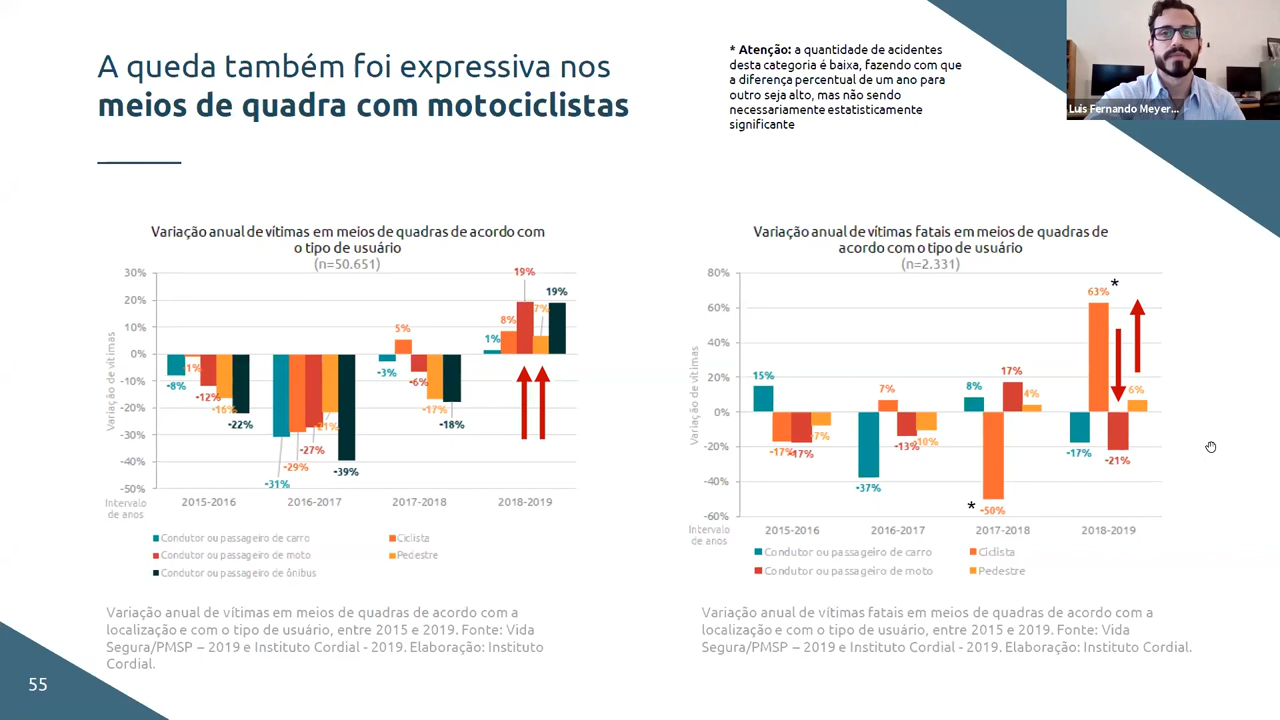 A queda também foi expressiva nos
meios de quadra com motociclistas
* Atenção: a quantidade de acidentes
desta categoria é baixa, fazendo com que
a diferença percentual de um ano para
outro seja alto, mas não sendo
necessariamente estatisticamente
significante
Luis Fernando Meyer...
Variação anual de vítimas em meios de quadras de acordo com
o tipo de usuário
(n=50.651)
Variação de vítimas
30%
20%
10%
0%
-10%
-20%
-30%
-40%
-50%
-8%
-1%
-12%
-16%
-22%
-31%
-29%
-27%
-21%
-39%
-3%
5%
-6%
-17%
-18%
1%
8%
19%
7%
19%
Intervalo
de anos
2015-2016
2016-2017
2017-2018
2018-2019
Condutor ou passageiro de carro
Ciclista
Condutor ou passageiro de moto
Pedestre
Condutor ou passageiro de ônibus
Variação anual de vítimas em meios de quadras de acordo com a
localização e com o tipo de usuário, entre 2015 e 2019. Fonte: Vida
Segura/PMSP – 2019 e Instituto Cordial - 2019. Elaboração: Instituto
Cordial.
Variação anual de vítimas fatais em meios de quadras de
acordo com o tipo de usuário
(n=2.331)
Variação de vítimas
80%
60%
40%
20%
0%
-20%
-40%
-60%
15%
-17%
-17%
-7%
-37%
7%
-13%
-10%
8%
*
-50%
17%
4%
-17%
63%
*
-21%
6%
Intervalo
de anos
2015-2016
2016-2017
2017-2018
2018-2019
Condutor ou passageiro de carro
Ciclista
Condutor ou passageiro de moto
Pedestre
Variação anual de vítimas fatais em meios de quadras de acordo com a
localização e com o tipo de usuário, entre 2015 e 2019. Fonte: Vida
Segura/PMSP – 2019 e Instituto Cordial - 2019. Elaboração: Instituto Cordial.
55